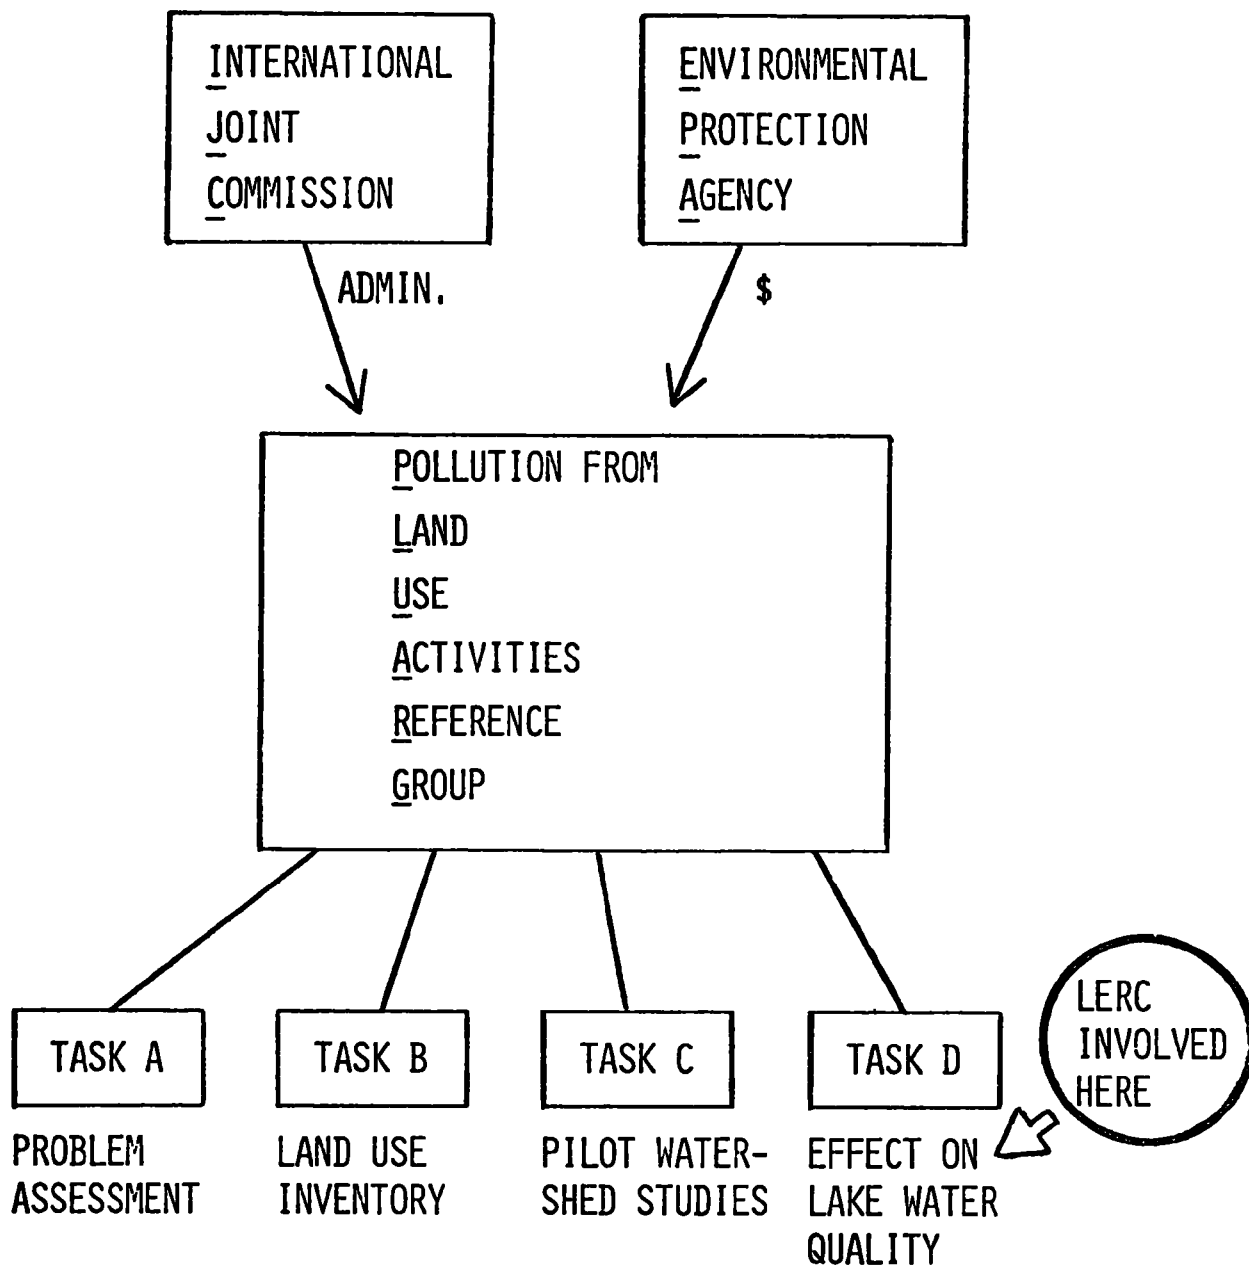 INTERNATIONAL
JOINT
COMMISSION
ENVIRONMENTAL
PROTECTION
AGENCY
ADMIN.
$
POLLUTION FROM
LAND
USE
ACTIVITIES
REFERENCE
GROUP
TASK A
PROBLEM
ASSESSMENT
TASK B
LAND USE
INVENTORY
TASK C
PILOT WATER-
SHED STUDIES
TASK D
EFFECT ON
LAKE WATER
QUALITY
LERC
INVOLVED
HERE